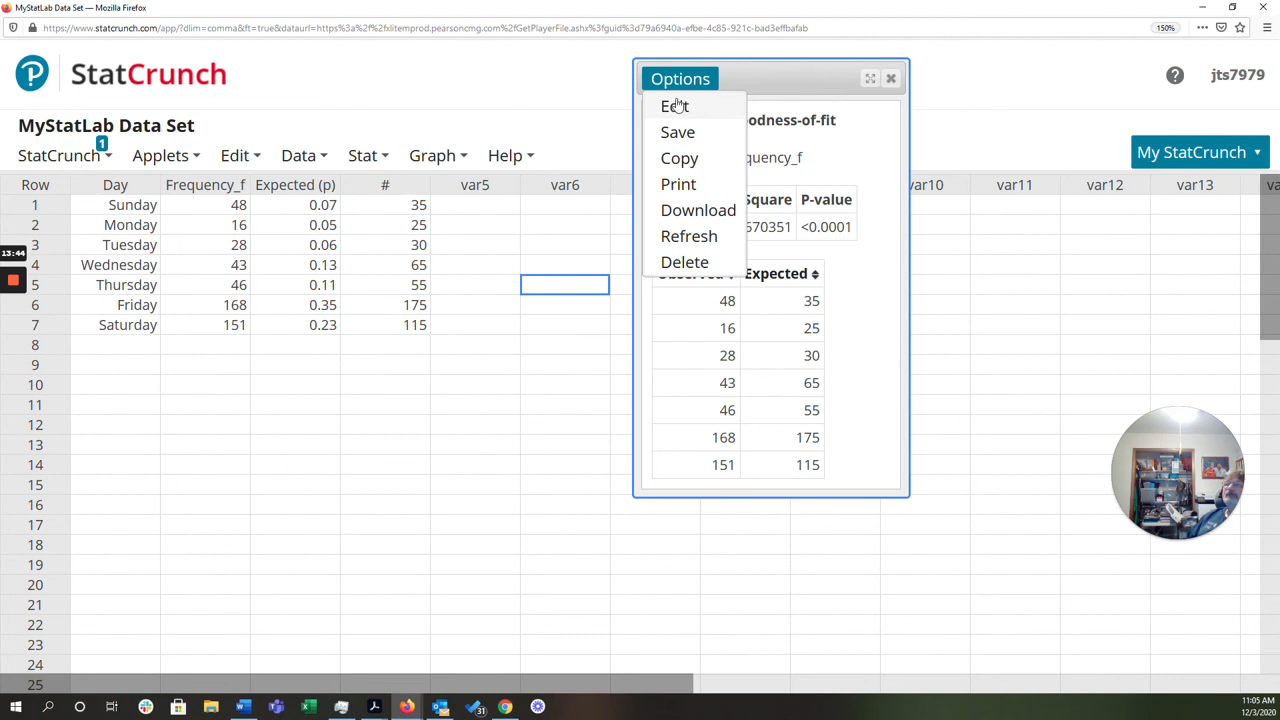 MyStatLab Data Set — Mozilla Firefox
https://www.statcrunch.com/app/?dlim=comma&ft=true&dataurl=https%3a%2f%2fxlitemprod.pearsoncmg.com%2fGetPlayerFile.ashx%3fguid%3d79a6940a-efbe-4c85-921c-bad3effbafab
150%
P StatCrunch
jts7979
MyStatLab Data Set
StatCrunch 1 Applets Edit Data Stat Graph Help
My StatCrunch
Row Day Frequency_f Expected (p) # var5 var6 var10 var11 var12 var13 va
1 Sunday 48 0.07 35
2 Monday 16 0.05 25
3 Tuesday 28 0.06 30
4 Wednesday 43 0.13 65
5 Thursday 46 0.11 55
6 Friday 168 0.35 175
7 Saturday 151 0.23 115
8
9
10
11
12
13
14
15
16
17
18
19
20
21
22
23
24
25
13:44
Options
Edit
Save
Copy
Print
Download
Refresh
Delete
odness-of-fit
quency_f
Square P-value
570351 <0.0001
Expected
48 35
16 25
28 30
43 65
46 55
168 175
151 115
31
11:05 AM
12/3/2020